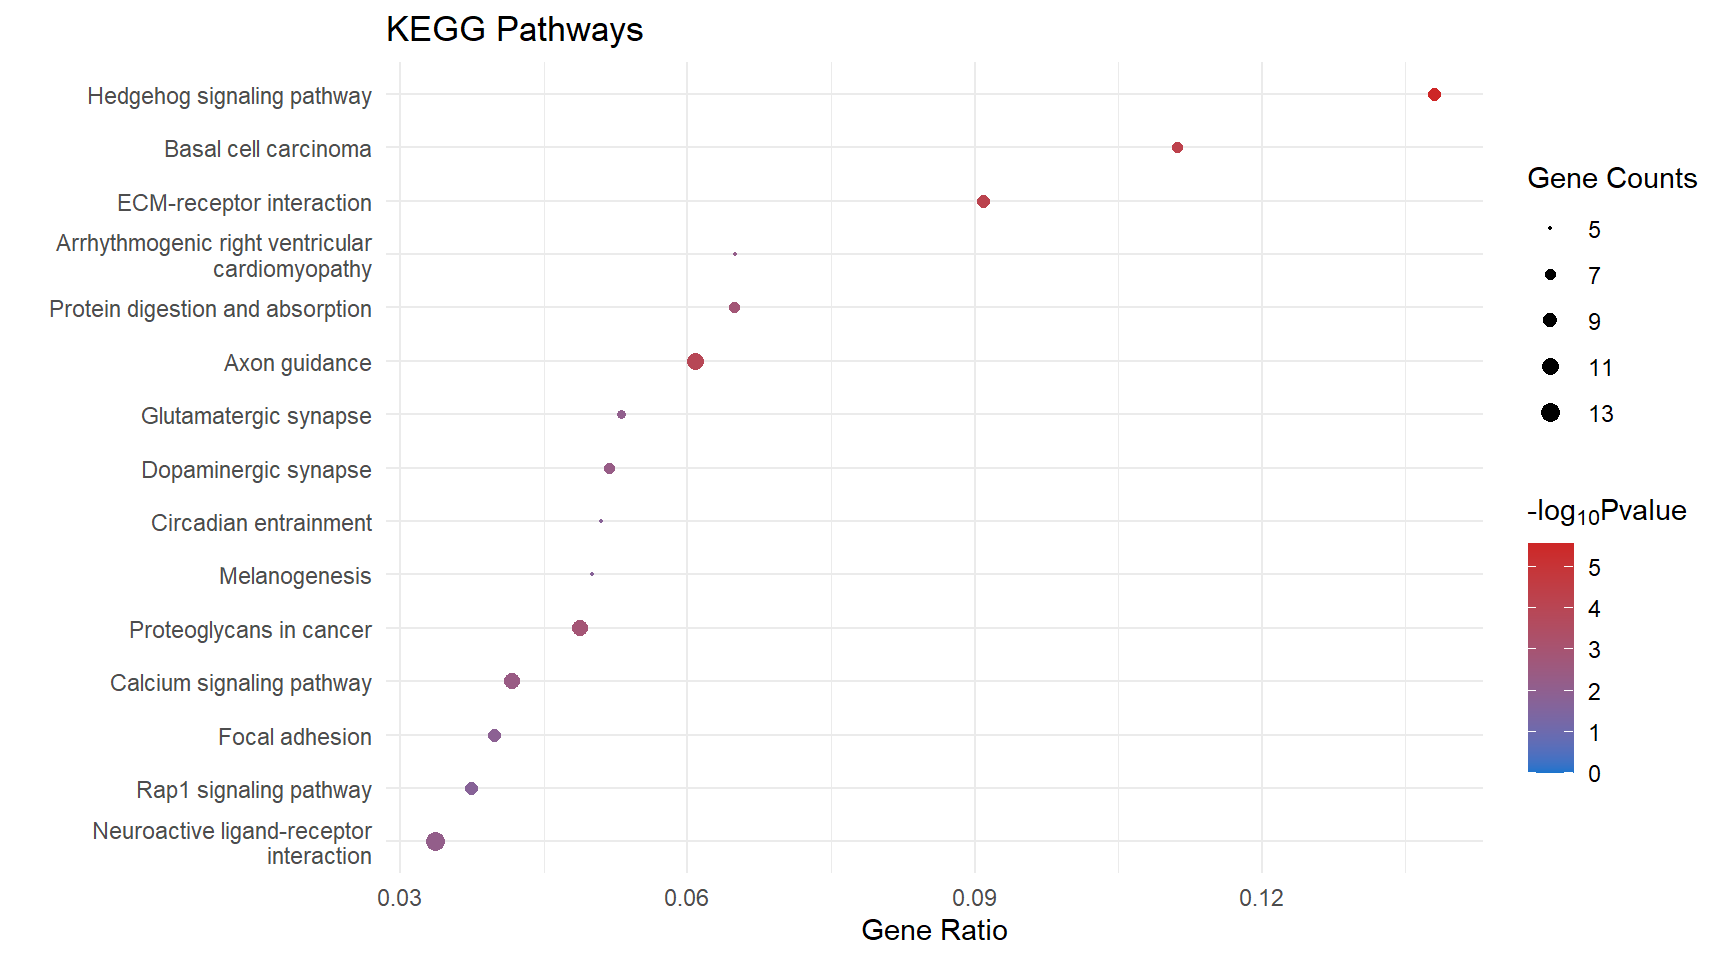 KEGG Pathways
Hedgehog signaling pathway
Basal cell carcinoma
ECM-receptor interaction
Arrhythmogenic right ventricular
cardiomyopathy
Protein digestion and absorption
Axon guidance
Glutamatergic synapse
Dopaminergic synapse
Circadian entrainment
Melanogenesis
Proteoglycans in cancer
Calcium signaling pathway
Focal adhesion
Rap1 signaling pathway
Neuroactive ligand-receptor
interaction
0.03 0.06 0.09 0.12
Gene Ratio
Gene Counts
5
7
9
11
13
-log₁₀Pvalue
5
4
3
2
1
0